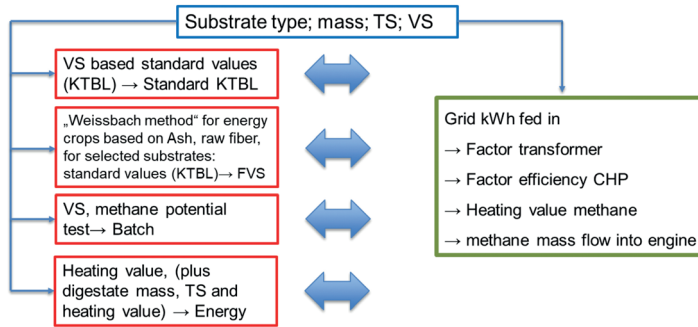 Substrate type; mass; TS; VS
VS based standard values
(KTBL) → Standard KTBL
„Weissbach method“ for energy
crops based on Ash, raw fiber,
for selected substrates:
standard values (KTBL)→ FVS
VS, methane potential
test→ Batch
Heating value, (plus
digestate mass, TS and
heating value) → Energy
Grid kWh fed in
→ Factor transformer
→ Factor efficiency CHP
→ Heating value methane
→ methane mass flow into engine